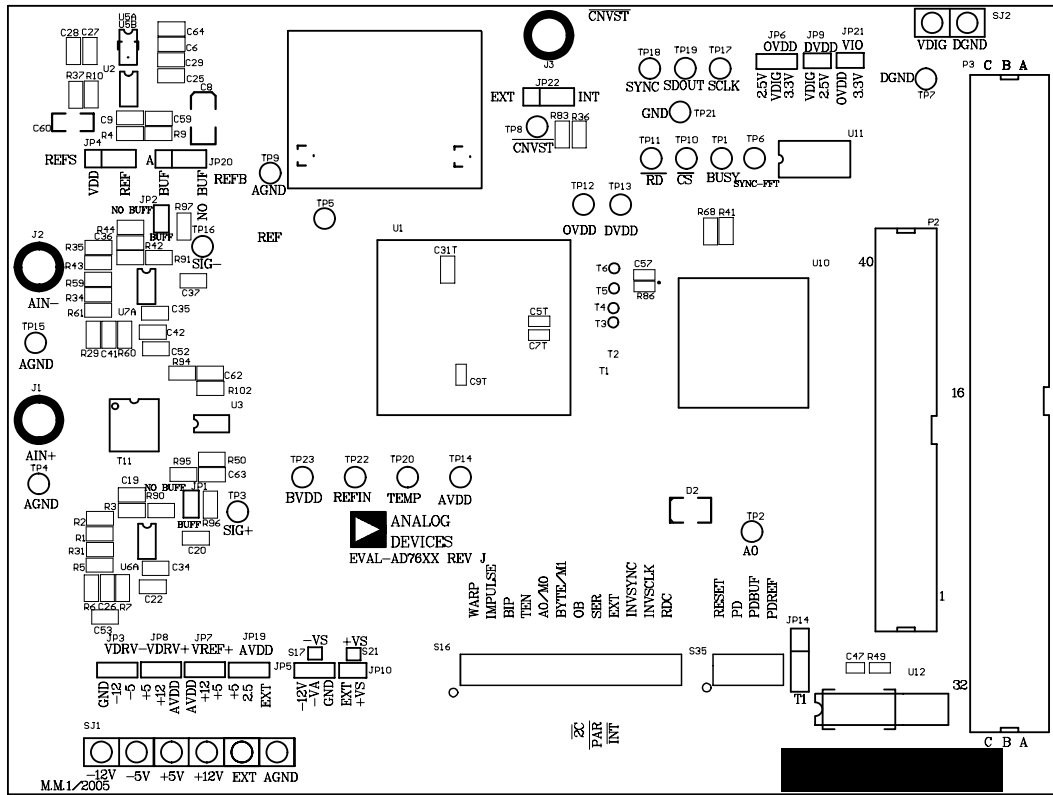 U5A
U5B
C28
C27
C64
C6
C29
C25
U2
R37
R10
C8
C60
C9
C59
R4
R9
JP4
REFS
VDD
REF
A
JP20
REFB
BUF
NO BUF
TP9
AGND
TP5
REF
J3
CNVST
JP22
EXT
INT
TP8
CNVST
R83
R36
TP18
TP19
TP17
SYNC
SDOUT
SCLK
GND
TP21
TP11
TP10
TP1
TP6
RD
CS
BUSY
SYNC-FFT
U11
JP6
JP9
JP21
OVDD
DVDD
VIO
2.5V
VDIG
3.3V
VDIG
2.5V
OVDD
3.3V
SJ2
VDIG
DGND
DGND
TP7
P3
C B A
JP2
NO BUFF
BUFF
R97
TP16
SIG-
J2
AIN-
R44
C36
R35
R42
R43
R91
R59
R34
R61
C37
U7A
C35
C42
C52
R29
C41
R60
TP15
AGND
R94
C62
R102
U3
J1
AIN+
TP4
AGND
T11
R50
R95
C63
C19
NO BUFF
JP1
R90
R3
BUFF
R96
TP3
SIG+
R2
R1
R31
R5
U6A
C20
C34
C22
R6
C26
R7
C53
U1
C31T
C5T
C7T
C9T
TP12
TP13
OVDD
DVDD
R68
R41
T6
T5
T4
T3
T2
T1
C57
R86
U10
P2
40
16
1
32
TP23
TP22
TP20
TP14
BVDD
REFIN
TEMP
AVDD
ANALOG
DEVICES
EVAL-AD76XX REV J
D2
TP2
A0
WARP
IMPULSE
BIP
TEN
A0/M0
BYTE/M1
OB
SER
EXT
INVSYNC
INVSCLK
RDC
RESET
PD
PDBUF
PDREF
S16
S35
JP14
T1
C47
R49
U12
2C
PAR
INT
JP3
JP8
JP7
JP19
VDRV-
VDRV+
VREF+
AVDD
GND
-12
-5
+5
+12
AVDD
AVDD
+12
+5
+5
2.5
EXT
-VS
S17
+VS
S21
JP5
JP10
-12V
-VA
GND
EXT
+VS
SJ1
-12V
-5V
+5V
+12V
EXT
AGND
M.M.1/2005
C B A